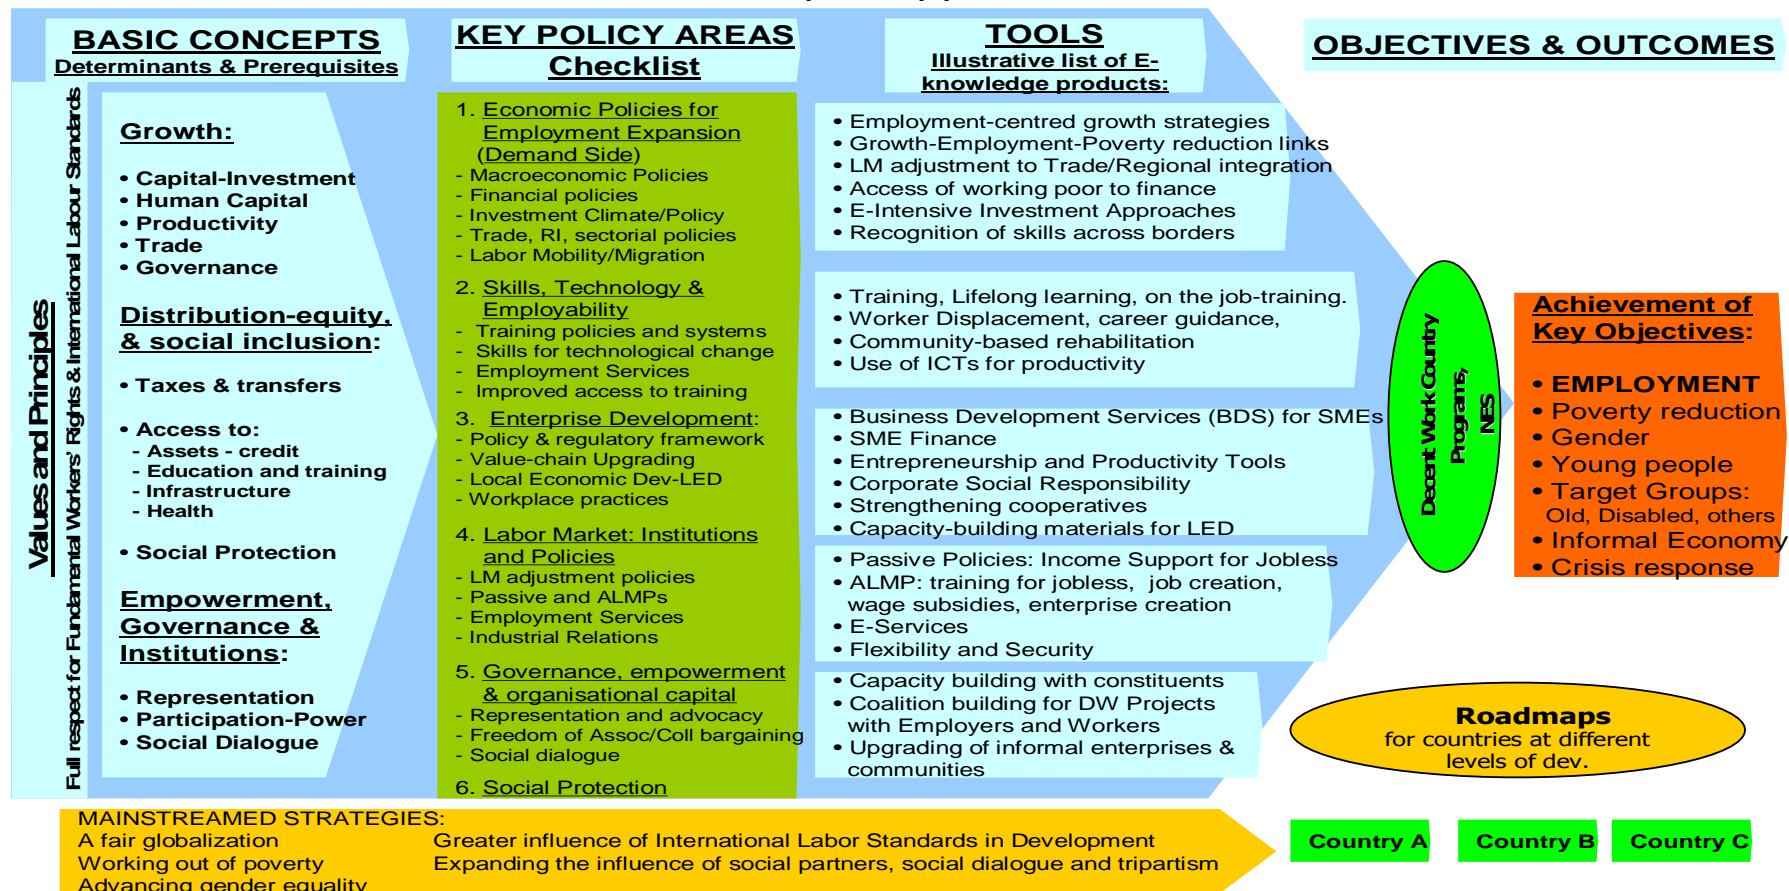 BASIC CONCEPTS
Determinants & Prerequisites
KEY POLICY AREAS
Checklist
TOOLS
Illustrative list of E-
knowledge products:
OBJECTIVES & OUTCOMES
Values and Principles
Full respect for Fundamental Workers' Rights & International Labour Standards
Growth:
• Capital-Investment
• Human Capital
• Productivity
• Trade
• Governance
Distribution-equity,
& social inclusion:
• Taxes & transfers
• Access to:
- Assets - credit
- Education and training
- Infrastructure
- Health
• Social Protection
Empowerment,
Governance &
Institutions:
• Representation
• Participation-Power
• Social Dialogue
1. Economic Policies for
Employment Expansion
(Demand Side)
- Macroeconomic Policies
- Financial policies
- Investment Climate/Policy
- Trade, RI, sectorial policies
- Labor Mobility/Migration
2. Skills, Technology &
Employability
- Training policies and systems
- Skills for technological change
- Employment Services
- Improved access to training
3. Enterprise Development:
- Policy & regulatory framework
- Value-chain Upgrading
- Local Economic Dev-LED
- Workplace practices
4. Labor Market: Institutions
and Policies
- LM adjustment policies
- Passive and ALMPs
- Employment Services
- Industrial Relations
5. Governance, empowerment
& organisational capital
- Representation and advocacy
- Freedom of Assoc/Coll bargaining
- Social dialogue
6. Social Protection
• Employment-centred growth strategies
• Growth-Employment-Poverty reduction links
• LM adjustment to Trade/Regional integration
• Access of working poor to finance
• E-Intensive Investment Approaches
• Recognition of skills across borders
• Training, Lifelong learning, on the job-training.
• Worker Displacement, career guidance,
• Community-based rehabilitation
• Use of ICTs for productivity
• Business Development Services (BDS) for SMEs
• SME Finance
• Entrepreneurship and Productivity Tools
• Corporate Social Responsibility
• Strengthening cooperatives
• Capacity-building materials for LED
• Passive Policies: Income Support for Jobless
• ALMP: training for jobless, job creation,
wage subsidies, enterprise creation
• E-Services
• Flexibility and Security
• Capacity building with constituents
• Coalition building for DW Projects
with Employers and Workers
• Upgrading of informal enterprises &
communities
Decent Work Country
Programs,
NES
Achievement of
Key Objectives:
• EMPLOYMENT
• Poverty reduction
• Gender
• Young people
• Target Groups:
Old, Disabled, others
• Informal Economy
• Crisis response
Roadmaps
for countries at different
levels of dev.
MAINSTREAMED STRATEGIES:
A fair globalization
Working out of poverty
Advancing gender equality
Greater influence of International Labor Standards in Development
Expanding the influence of social partners, social dialogue and tripartism
Country A
Country B
Country C